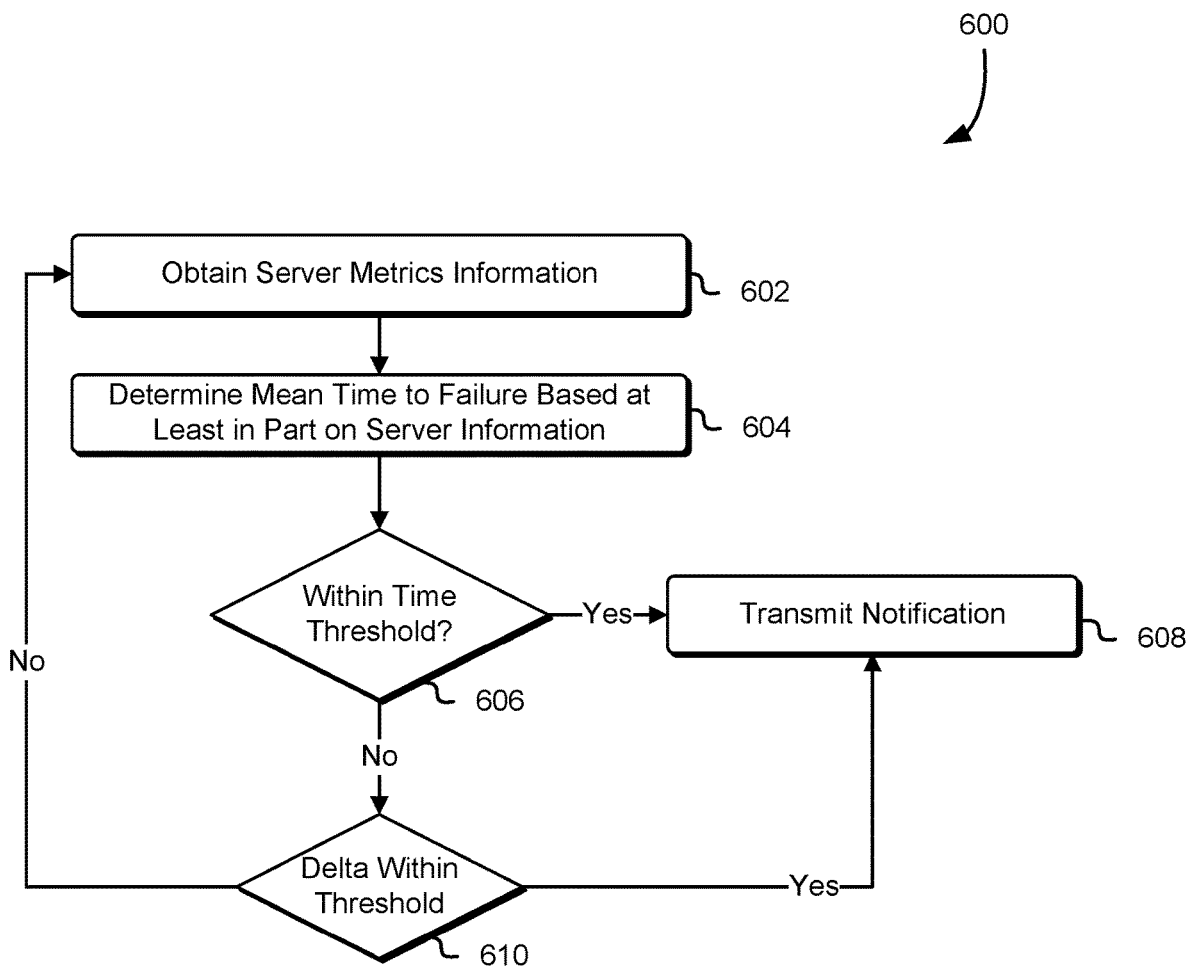 600
Obtain Server Metrics Information
602
Determine Mean Time to Failure Based at
Least in Part on Server Information
604
Within Time
Threshold?
Yes
Transmit Notification
608
606
No
No
Delta Within
Threshold
Yes
610